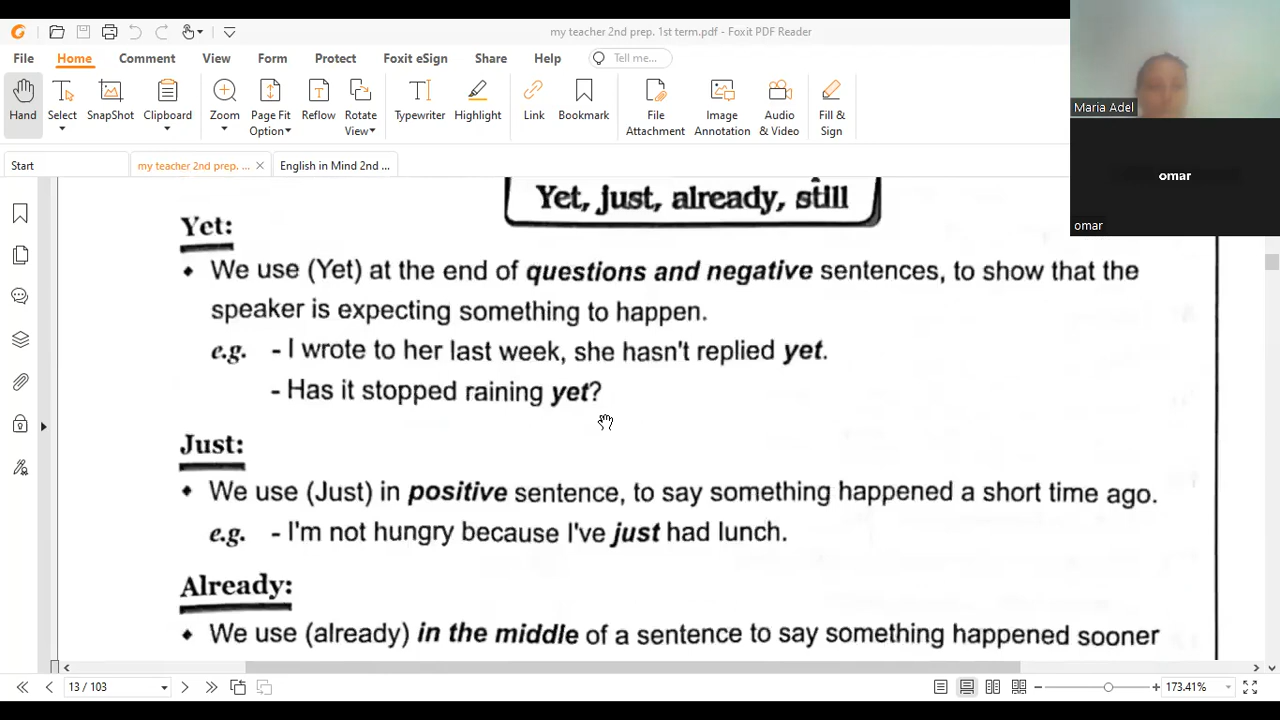 my teacher 2nd prep. 1st term.pdf - Foxit PDF Reader
File Home Comment View Form Protect Foxit eSign Share Help Tell me...
Hand Select SnapShot Clipboard Zoom Page Fit Option Reflow Rotate View Typewriter Highlight Link Bookmark File Attachment Image Annotation Audio & Video Fill & Sign
Start my teacher 2nd prep. ... English in Mind 2nd ...
Maria Adel
omar
omar
Yet, just, already, still
Yet:
We use (Yet) at the end of questions and negative sentences, to show that the
speaker is expecting something to happen.
e.g. - I wrote to her last week, she hasn't replied yet.
- Has it stopped raining yet?
Just:
We use (Just) in positive sentence, to say something happened a short time ago.
e.g. - I'm not hungry because I've just had lunch.
Already:
We use (already) in the middle of a sentence to say something happened sooner
13 / 103 173.41%